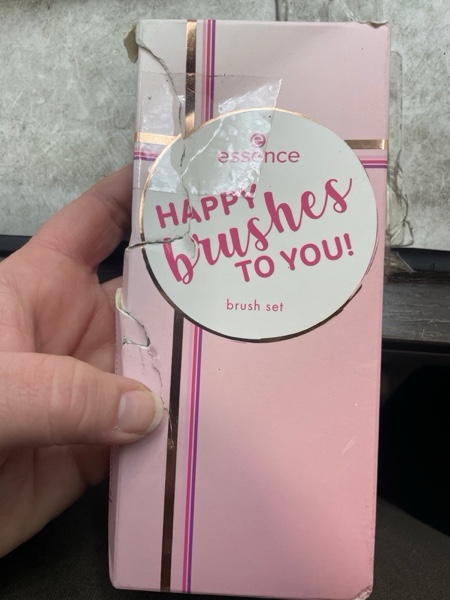 e
essence
HAPPY
brushes
TO YOU!
brush set